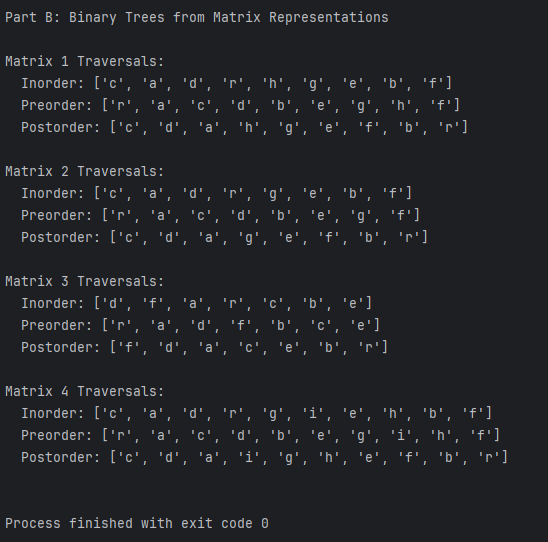 Part B: Binary Trees from Matrix Representations
Matrix 1 Traversals:
Inorder: ['c', 'a', 'd', 'r', 'h', 'g', 'e', 'b', 'f']
Preorder: ['r', 'a', 'c', 'd', 'b', 'e', 'g', 'h', 'f']
Postorder: ['c', 'd', 'a', 'h', 'g', 'e', 'f', 'b', 'r']
Matrix 2 Traversals:
Inorder: ['c', 'a', 'd', 'r', 'g', 'e', 'b', 'f']
Preorder: ['r', 'a', 'c', 'd', 'b', 'e', 'g', 'f']
Postorder: ['c', 'd', 'a', 'g', 'e', 'f', 'b', 'r']
Matrix 3 Traversals:
Inorder: ['d', 'f', 'a', 'r', 'c', 'b', 'e']
Preorder: ['r', 'a', 'd', 'f', 'b', 'c', 'e']
Postorder: ['f', 'd', 'a', 'c', 'e', 'b', 'r']
Matrix 4 Traversals:
Inorder: ['c', 'a', 'd', 'r', 'g', 'i', 'e', 'h', 'b', 'f']
Preorder: ['r', 'a', 'c', 'd', 'b', 'e', 'g', 'i', 'h', 'f']
Postorder: ['c', 'd', 'a', 'i', 'g', 'h', 'e', 'f', 'b', 'r']
Process finished with exit code 0